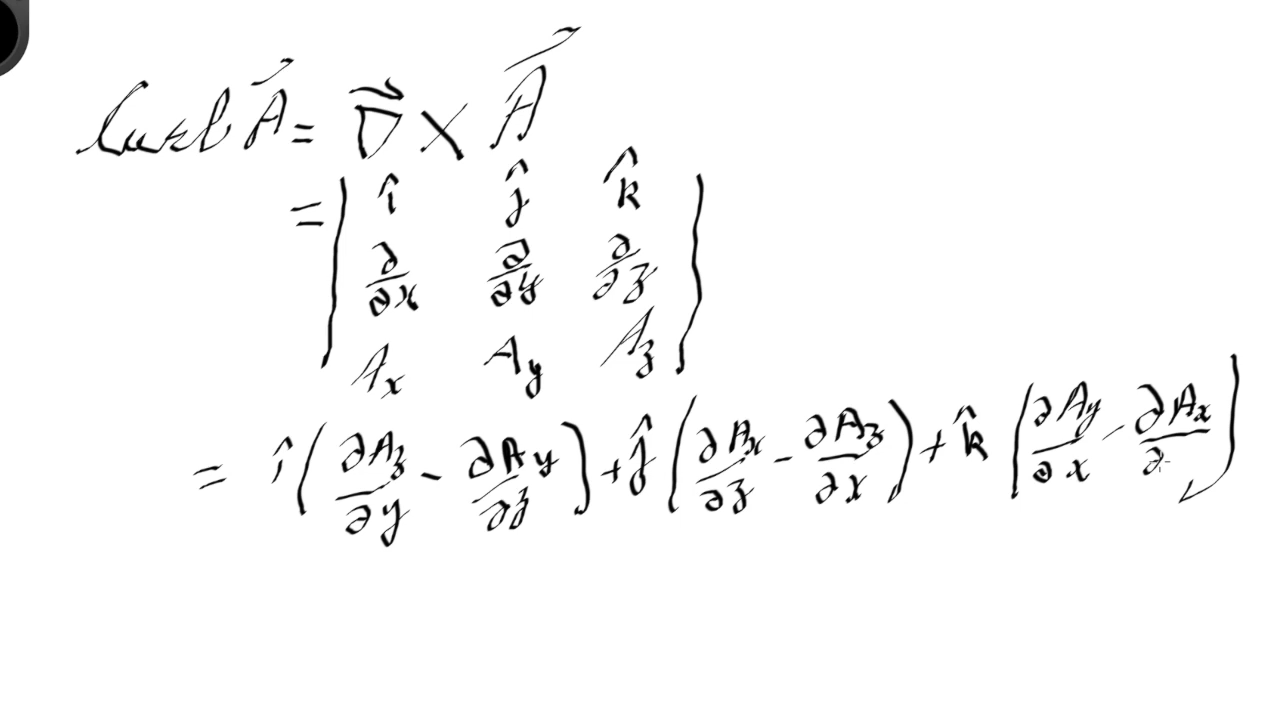 Curl A⃗ = ∇⃗ × A⃗
= | î ĵ k̂
∂/∂x ∂/∂y ∂/∂z
Ax Ay Az |
= î(∂Az/∂y - ∂Ay/∂z) + ĵ(∂Ax/∂z - ∂Az/∂x) + k̂(∂Ay/∂x - ∂Ax/∂